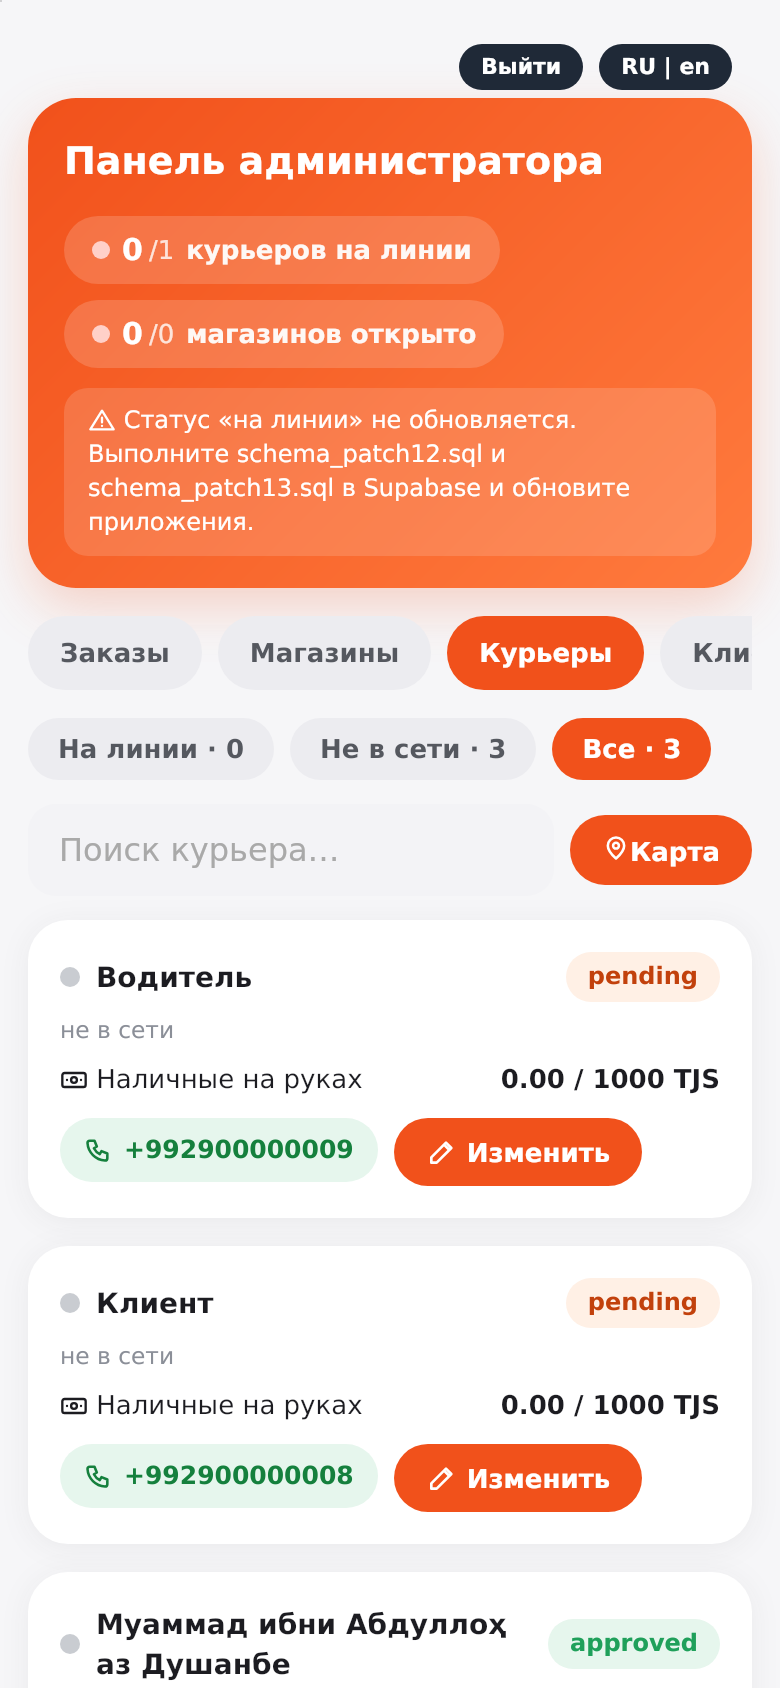 Выйти
RU | en
Панель администратора
0 /1 курьеров на линии
0 /0 магазинов открыто
Статус «на линии» не обновляется.
Выполните schema_patch12.sql и
schema_patch13.sql в Supabase и обновите
приложения.
Заказы
Магазины
Курьеры
Кли
На линии · 0
Не в сети · 3
Все · 3
Поиск курьера...
Карта
Водитель
pending
не в сети
Наличные на руках
0.00 / 1000 TJS
+992900000009
Изменить
Клиент
pending
не в сети
Наличные на руках
0.00 / 1000 TJS
+992900000008
Изменить
Муаммад ибни Абдуллоҳ
аз Душанбе
approved